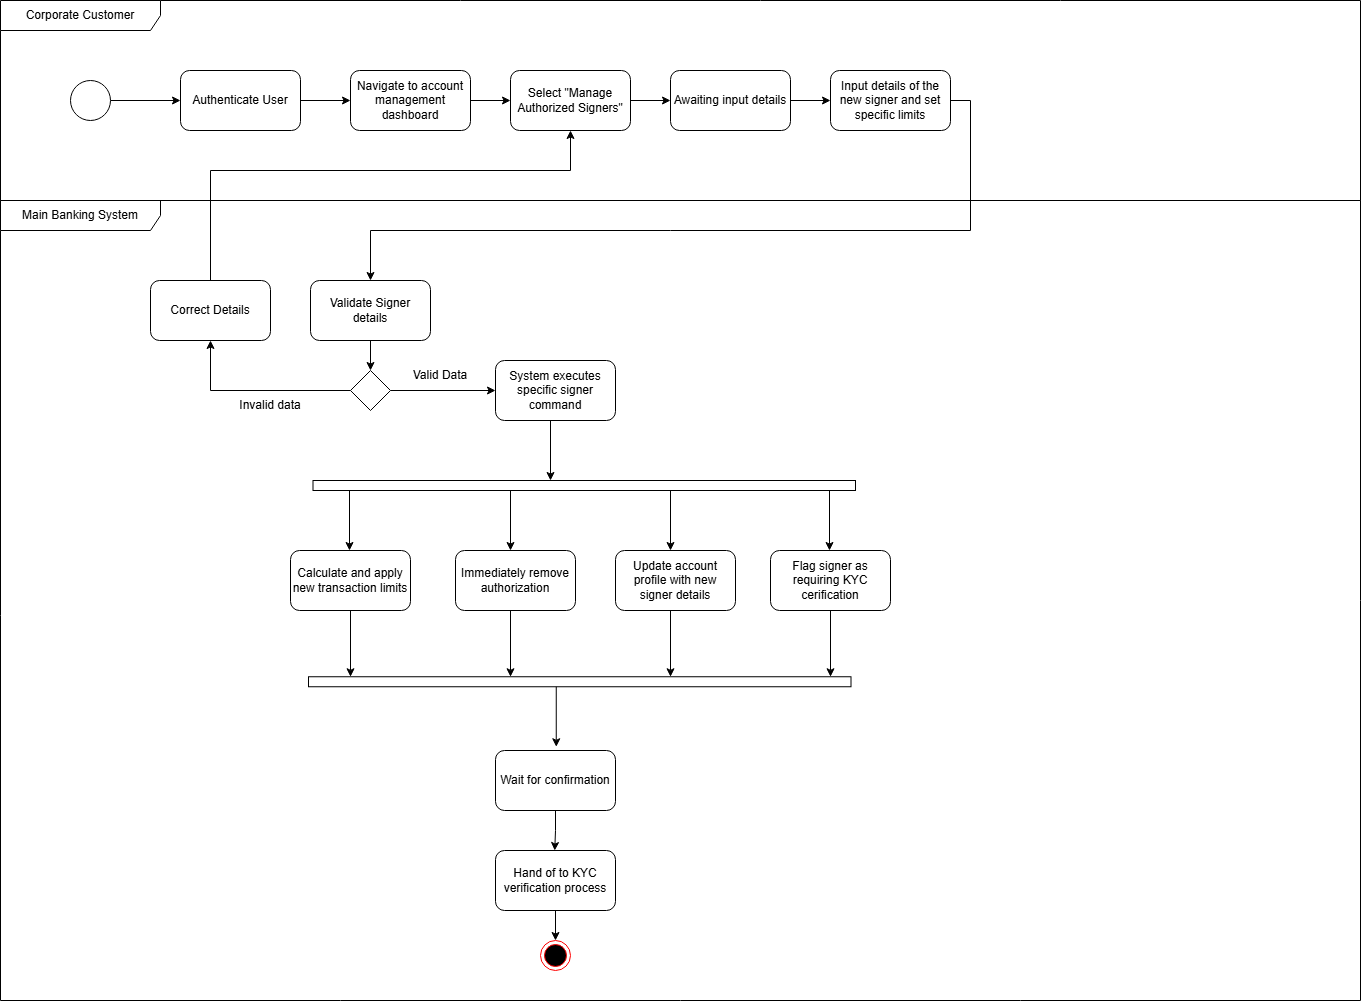 Corporate Customer
Authenticate User
Navigate to account
management
dashboard
Select "Manage
Authorized Signers"
Awaiting input details
Input details of the
new signer and set
specific limits
Main Banking System
Correct Details
Validate Signer
details
Valid Data
Invalid data
System executes
specific signer
command
Calculate and apply
new transaction limits
Immediately remove
authorization
Update account
profile with new
signer details
Flag signer as
requiring KYC
cerification
Wait for confirmation
Hand of to KYC
verification process